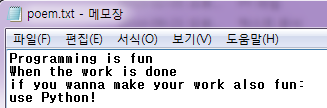 poem.txt - 메모장
파일(F) 편집(E) 서식(O) 보기(V) 도움말(H)
Programming is fun
When the work is done
if you wanna make your work also fun:
use Python!